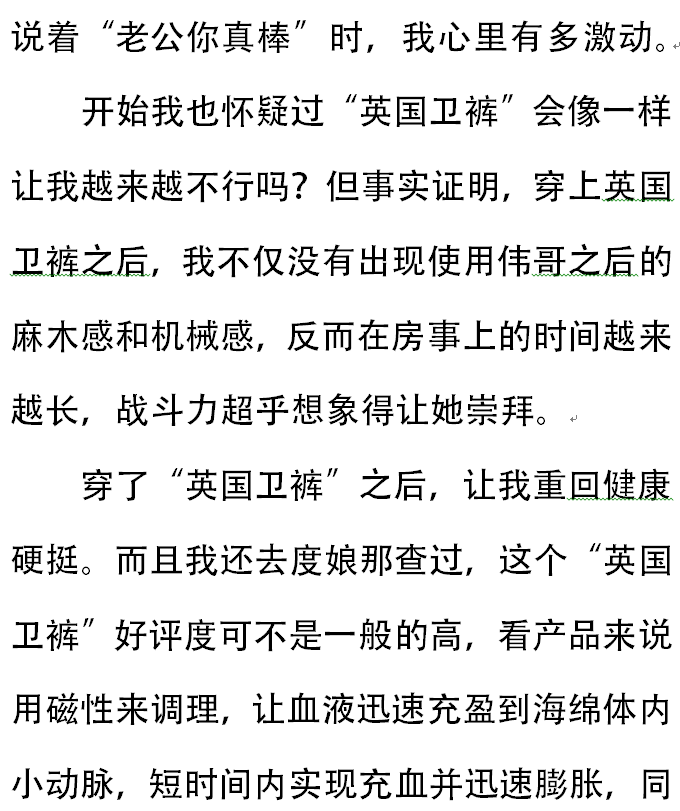 说着“老公你真棒”时，我心里有多激动。
开始我也怀疑过“英国卫裤”会像一样
让我越来越不行吗？但事实证明，穿上英国
卫裤之后，我不仅没有出现使用伟哥之后的
麻木感和机械感，反而在房事上的时间越来
越长，战斗力超乎想象得让她崇拜。
穿了“英国卫裤”之后，让我重回健康
硬挺。而且我还去度娘那查过，这个“英国
卫裤”好评度可不是一般的高，看产品来说
用磁性来调理，让血液迅速充盈到海绵体内
小动脉，短时间内实现充血并迅速膨胀，同